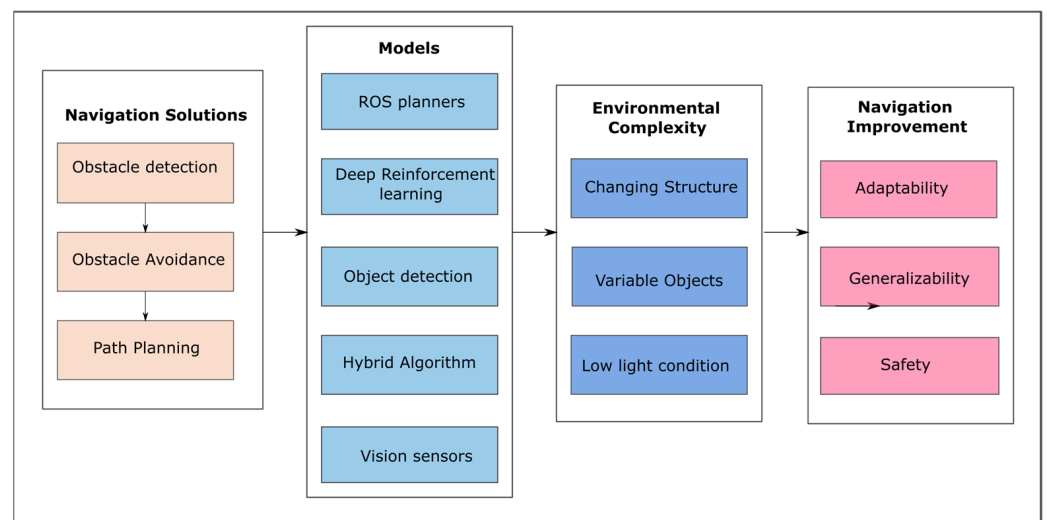 Navigation Solutions
Obstacle detection
Obstacle Avoidance
Path Planning
Models
ROS planners
Deep Reinforcement
learning
Object detection
Hybrid Algorithm
Vision sensors
Environmental
Complexity
Changing Structure
Variable Objects
Low light condition
Navigation
Improvement
Adaptability
Generalizability
Safety